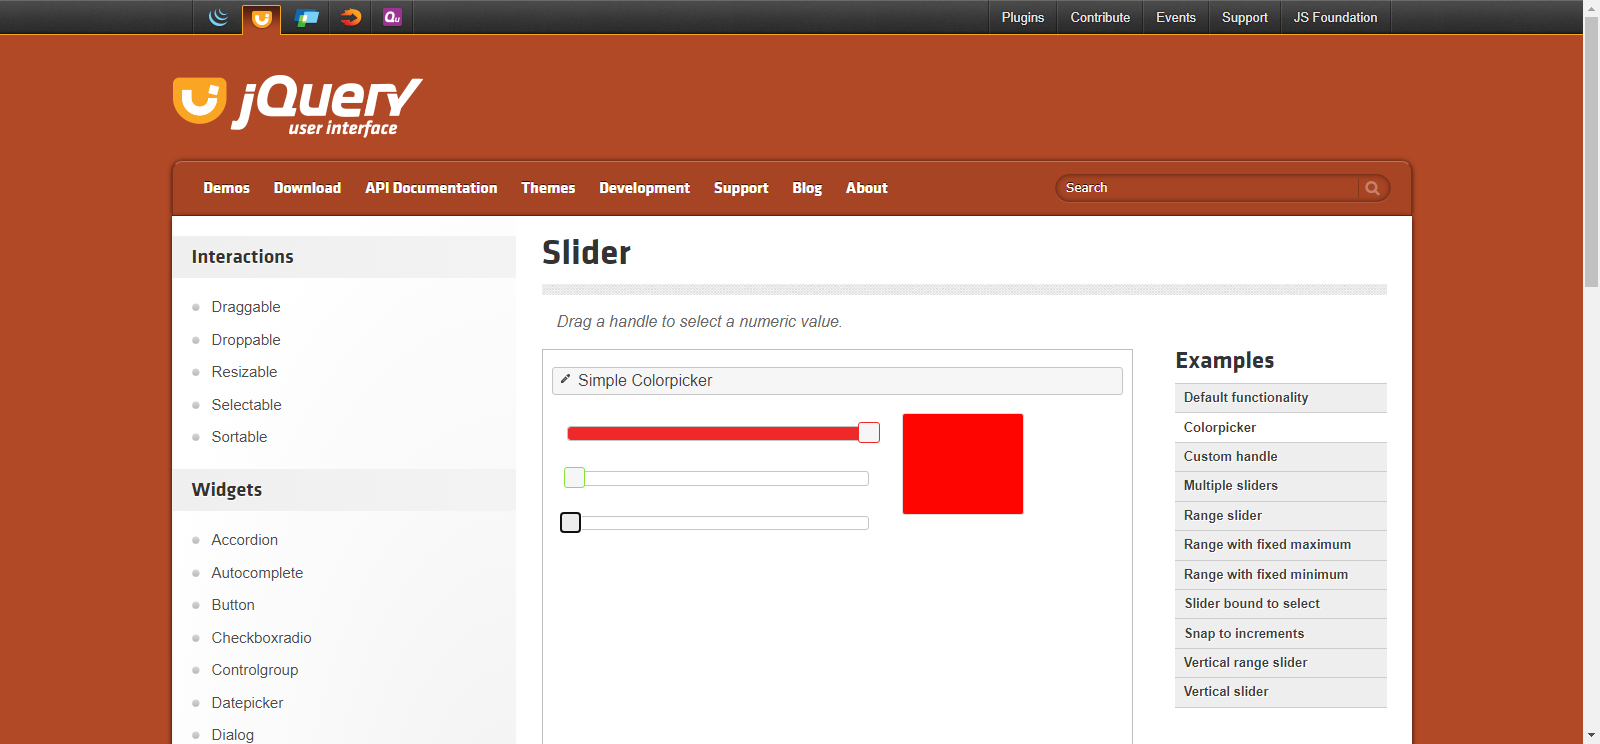 Plugins
Contribute
Events
Support
JS Foundation
Qu
jQuery
user interface
Demos
Download
API Documentation
Themes
Development
Support
Blog
About
Search
Interactions
Draggable
Droppable
Resizable
Selectable
Sortable
Widgets
Accordion
Autocomplete
Button
Checkboxradio
Controlgroup
Datepicker
Dialog
Slider
Drag a handle to select a numeric value.
Simple Colorpicker
Examples
Default functionality
Colorpicker
Custom handle
Multiple sliders
Range slider
Range with fixed maximum
Range with fixed minimum
Slider bound to select
Snap to increments
Vertical range slider
Vertical slider